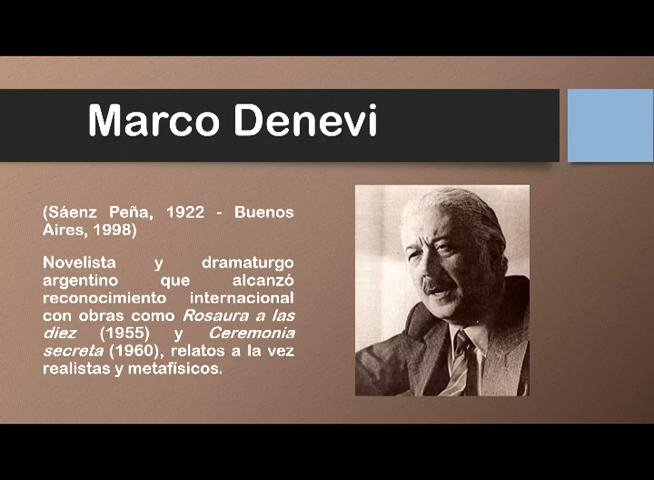 Marco Denevi
(Sáenz Peña, 1922 - Buenos
Aires, 1998)
Novelista y dramaturgo
argentino que alcanzó
reconocimiento internacional
con obras como Rosaura a las
diez (1955) y Ceremonia
secreta (1960), relatos a la vez
realistas y metafísicos.